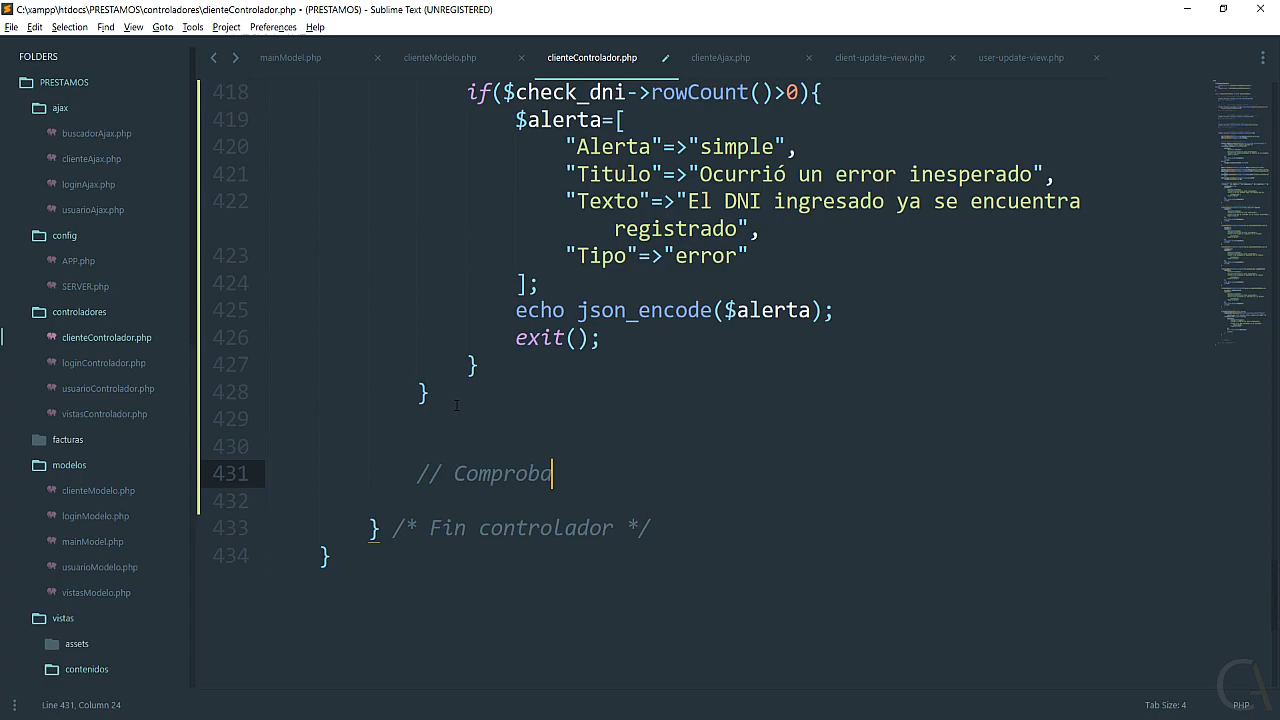 C:\xampp\htdocs\PRESTAMOS\controladores\clienteControlador.php • (PRESTAMOS) - Sublime Text (UNREGISTERED)
File Edit Selection Find View Goto Tools Project Preferences Help
FOLDERS
PRESTAMOS
ajax
buscadorAjax.php
clienteAjax.php
loginAjax.php
usuarioAjax.php
config
APP.php
SERVER.php
controladores
clienteControlador.php
loginControlador.php
usuarioControlador.php
vistasControlador.php
facturas
modelos
clienteModelo.php
loginModelo.php
mainModel.php
usuarioModelo.php
vistasModelo.php
vistas
assets
contenidos
mainModel.php clienteModelo.php clienteControlador.php clienteAjax.php client-update-view.php user-update-view.php
418 if($check_dni->rowCount()>0){
419 $alerta=[
420 "Alerta"=>"simple",
421 "Titulo"=>"Ocurrió un error inesperado",
422 "Texto"=>"El DNI ingresado ya se encuentra
registrado",
423 "Tipo"=>"error"
424 ];
425 echo json_encode($alerta);
426 exit();
427 }
428 }
429
430
431 // Comproba
432
433 } /* Fin controlador */
434 }
Line 431, Column 24 Tab Size: 4 PHP
CA